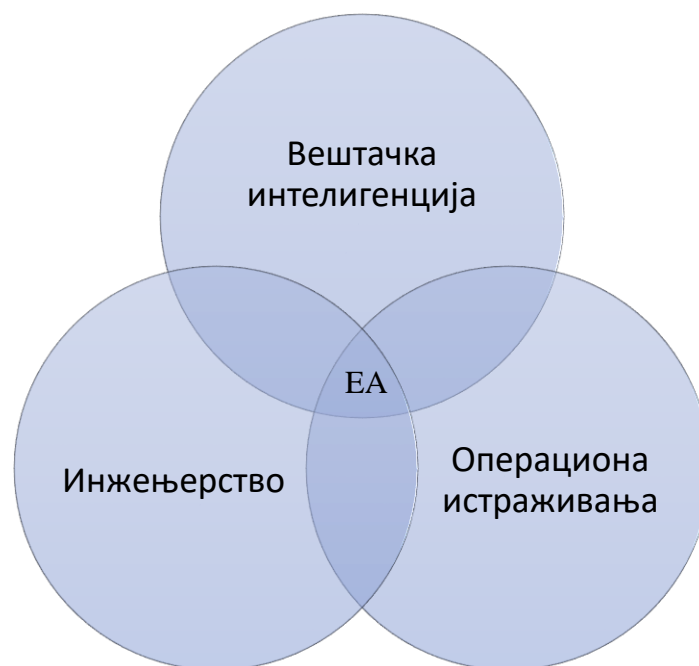 Вештачка
интелигенција
ЕА
Инжењерство
Операциона
истраживања